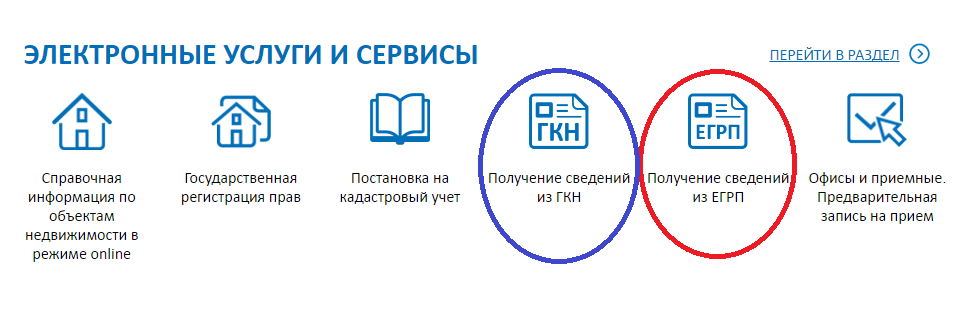 ЭЛЕКТРОННЫЕ УСЛУГИ И СЕРВИСЫ
ПЕРЕЙТИ В РАЗДЕЛ
Справочная
информация по
объектам
недвижимости в
режиме online
Государственная
регистрация прав
Постановка на
кадастровый учет
ГКН
Получение сведений
из ГКН
ЕГРП
Получение сведений
из ЕГРП
Офисы и приемные.
Предварительная
запись на прием